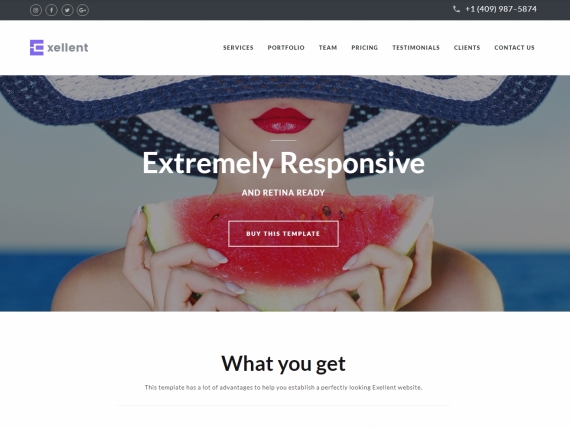 +1 (409) 987–5874
Exellent
SERVICES PORTFOLIO TEAM PRICING TESTIMONIALS CLIENTS CONTACT US
Extremely Responsive
AND RETINA READY
BUY THIS TEMPLATE
What you get
This template has a lot of advantages to help you establish a perfectly looking Exellent website.